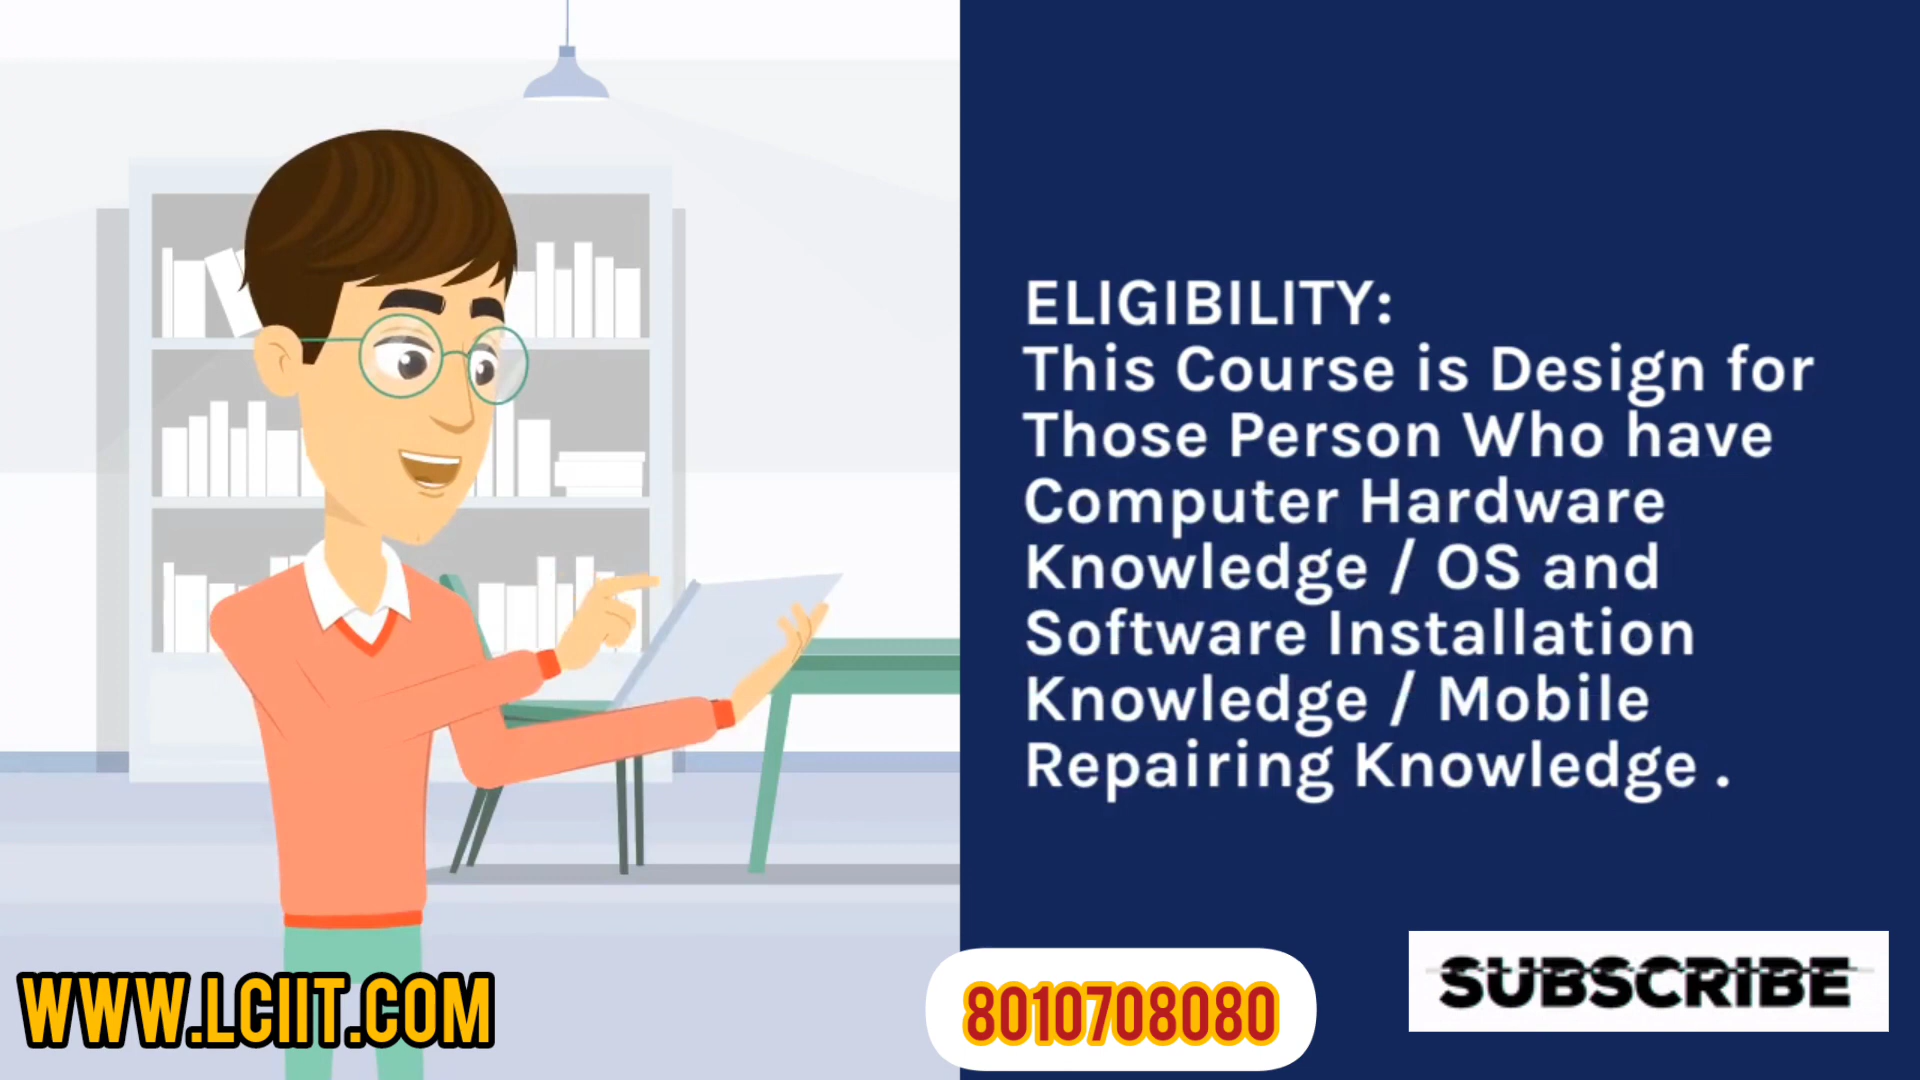 ELIGIBILITY:
This Course is Design for
Those Person Who have
Computer Hardware
Knowledge / OS and
Software Installation
Knowledge / Mobile
Repairing Knowledge .
WWW.LCIIT.COM
8010708080
SUBSCRIBE